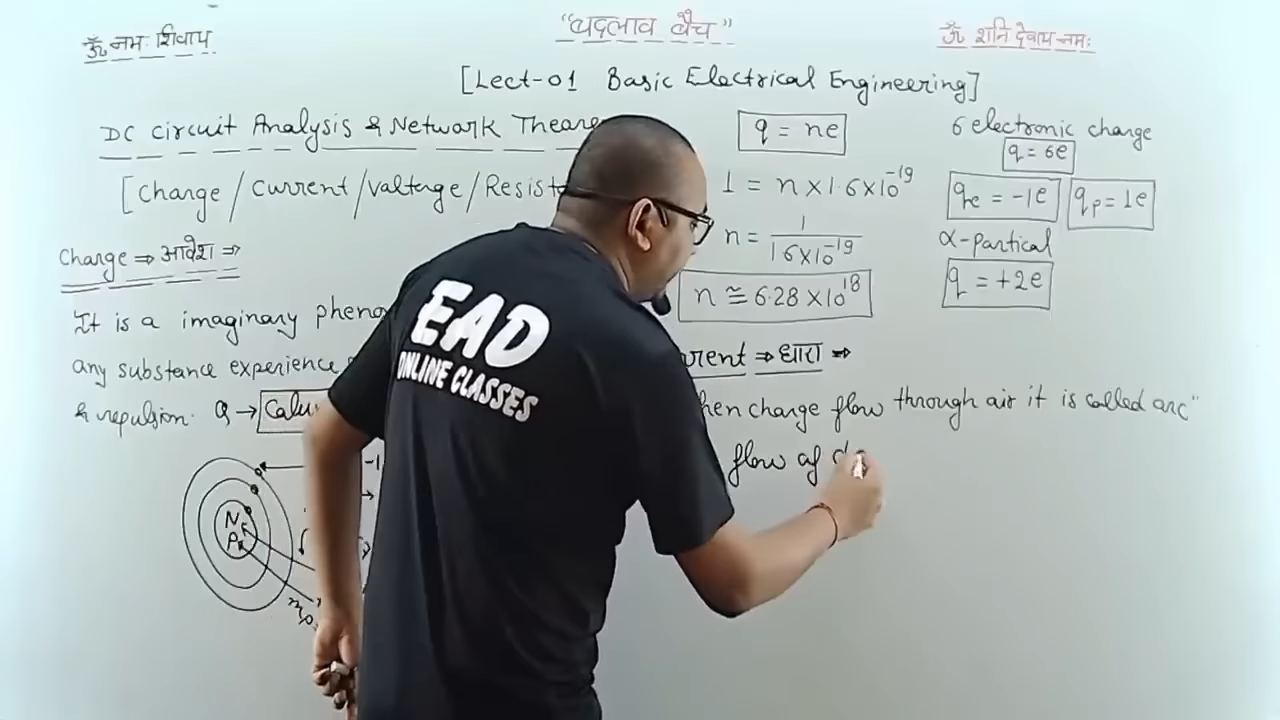 ॐ नमः शिवाय
"बदलाव बैच"
ॐ शनि देवाय नमः
[Lect-01 Basic Electrical Engineering]
DC Circuit Analysis & Network Theore
[Charge/Current/Valtage/Resist
Charge ⇒ आवेश ⇒
It is a imaginary pheno
any substance experience
& repulsion. Q →
N
P
-1
q = ne
1 = n×1.6×10⁻¹⁹
n = 1/1.6×10⁻¹⁹
n ≅ 6.28×10¹⁸
6 electronic charge
q = 6e
qe = -1e
qp = 1e
α-partical
q = +2e
rrent ⇒ धारा ⇒
hen charge flow through air it is called arc"
flow of
EAD
ONLINE CLASSES